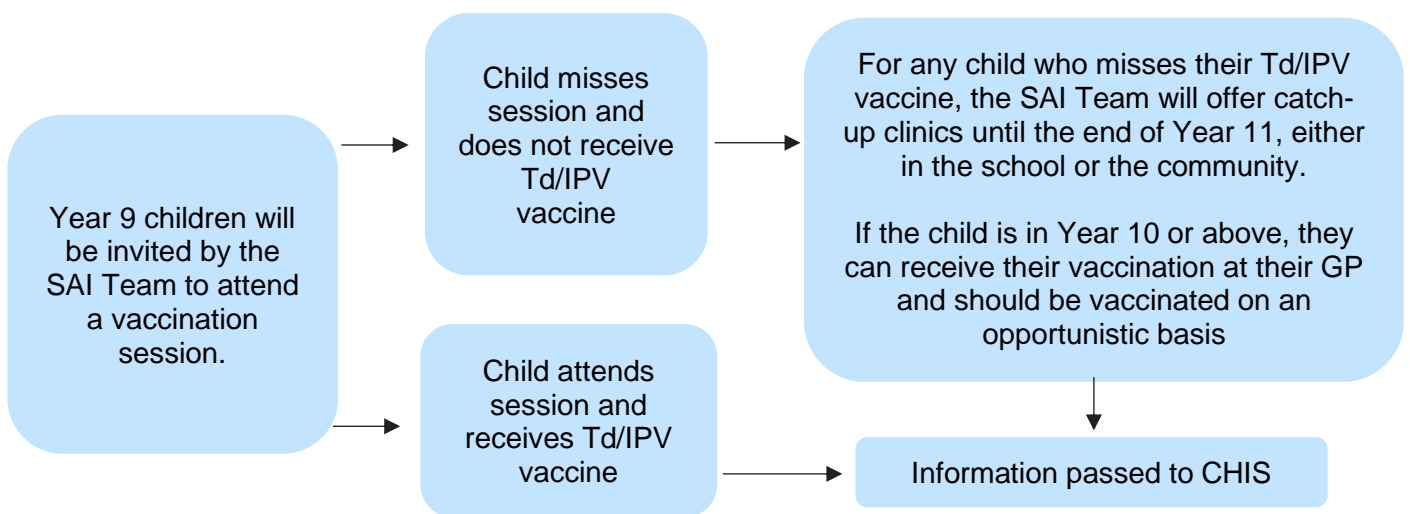 Year 9 children will
be invited by the
SAI Team to attend
a vaccination
session.
Child misses
session and
does not receive
Td/IPV
vaccine
For any child who misses their Td/IPV
vaccine, the SAI Team will offer catch-
up clinics until the end of Year 11, either
in the school or the community.
If the child is in Year 10 or above, they
can receive their vaccination at their GP
and should be vaccinated on an
opportunistic basis
Child attends
session and
receives Td/IPV
vaccine
Information passed to CHIS